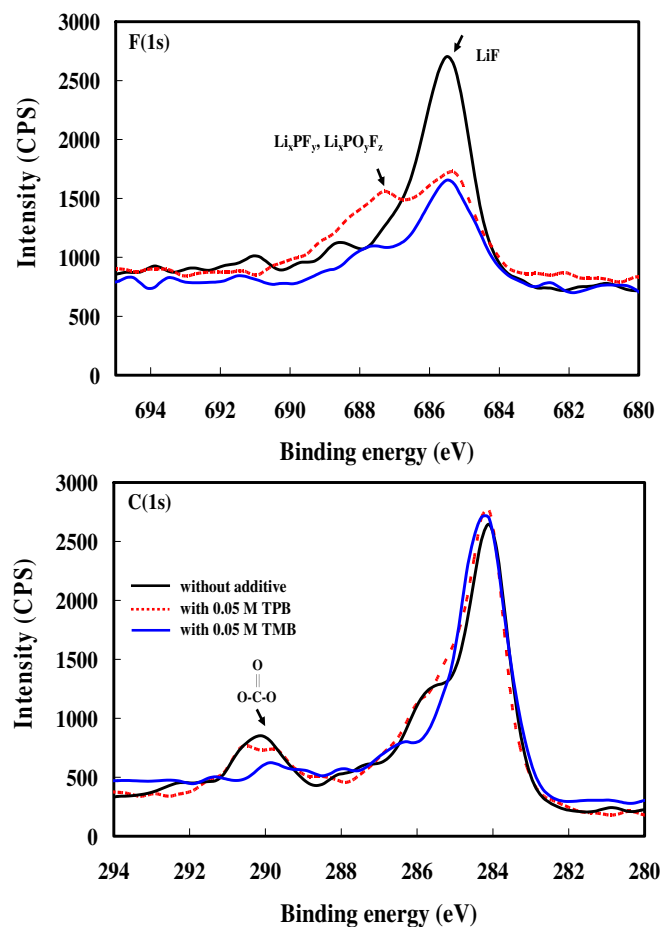 F(1s)
LiF
LiₓPFᵧ, LiₓPOᵧF_z
3000
2500
2000
1500
1000
500
0
Intensity (CPS)
694 692 690 688 686 684 682 680
Binding energy (eV)
C(1s)
without additive
with 0.05 M TPB
with 0.05 M TMB
O
||
O-C-O
3000
2500
2000
1500
1000
500
0
Intensity (CPS)
294 292 290 288 286 284 282 280
Binding energy (eV)